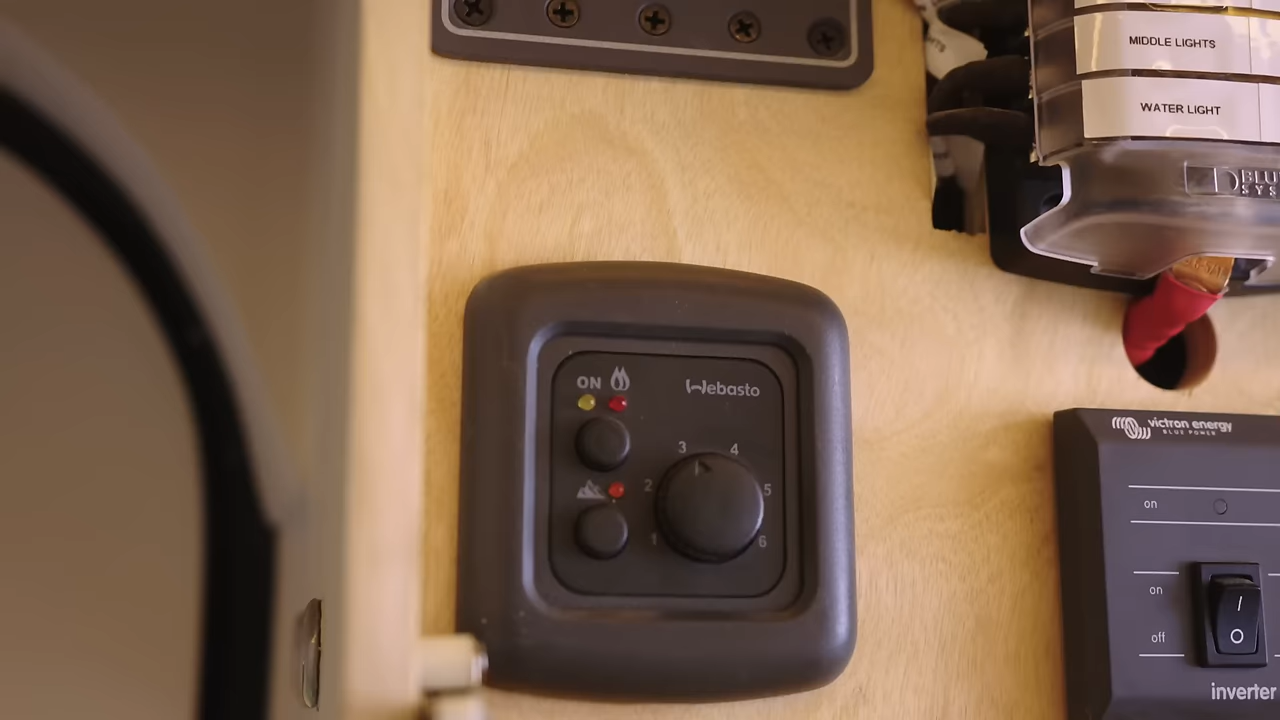 MIDDLE LIGHTS
WATER LIGHT
ON
Webasto
3
4
2
5
1
6
victron energy
BLUE POWER
on
on
off
inverter